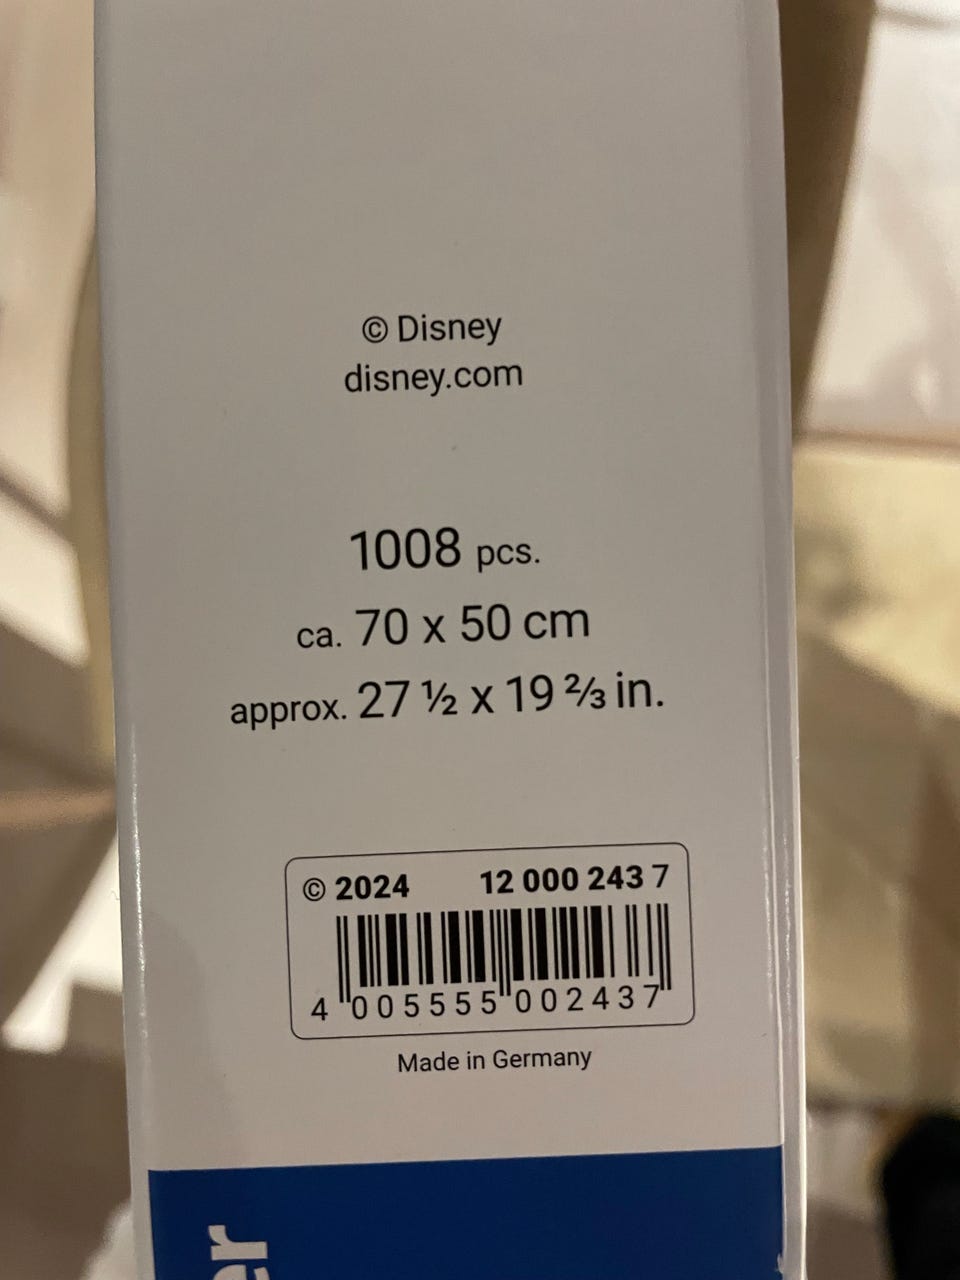 © Disney
disney.com
1008 pcs.
ca. 70 x 50 cm
approx. 27 ½ x 19 ⅔ in.
© 2024 12 000 243 7
4 005555 002437
Made in Germany
er